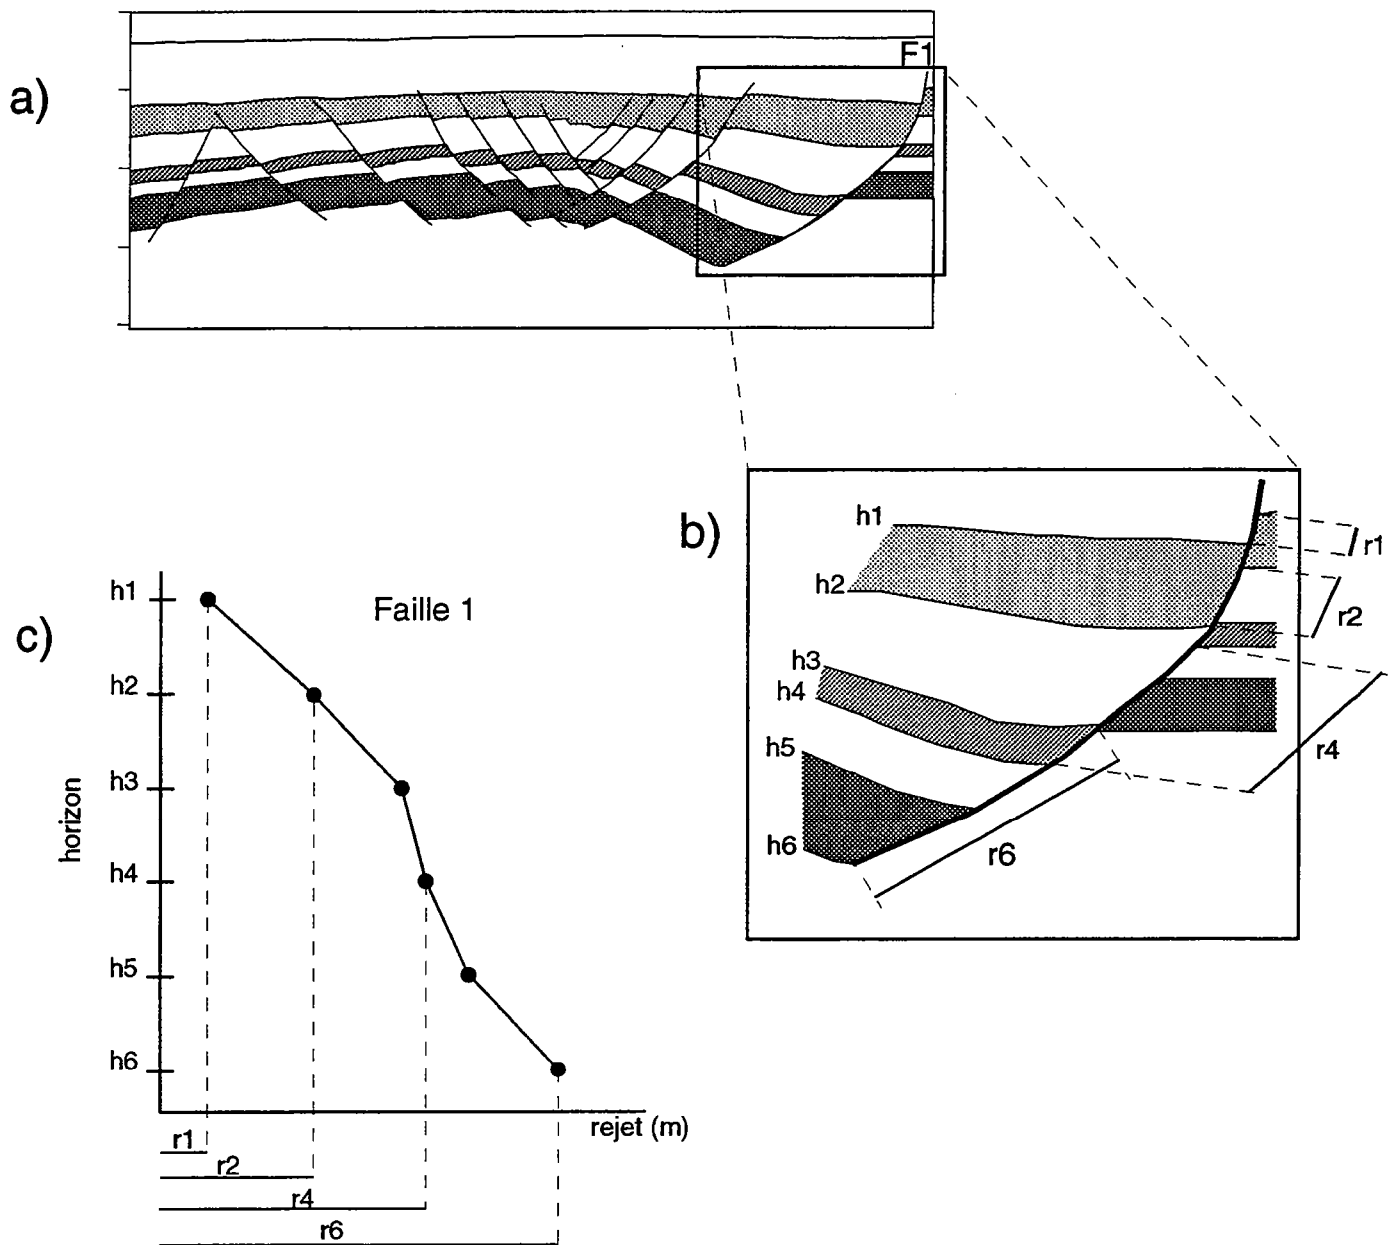 a)
F1
b)
h1
r1
h2
r2
h3
h4
r4
h5
h6
r6
c)
Faille 1
h1
h2
h3
horizon
h4
h5
h6
rejet (m)
r1
r2
r4
r6